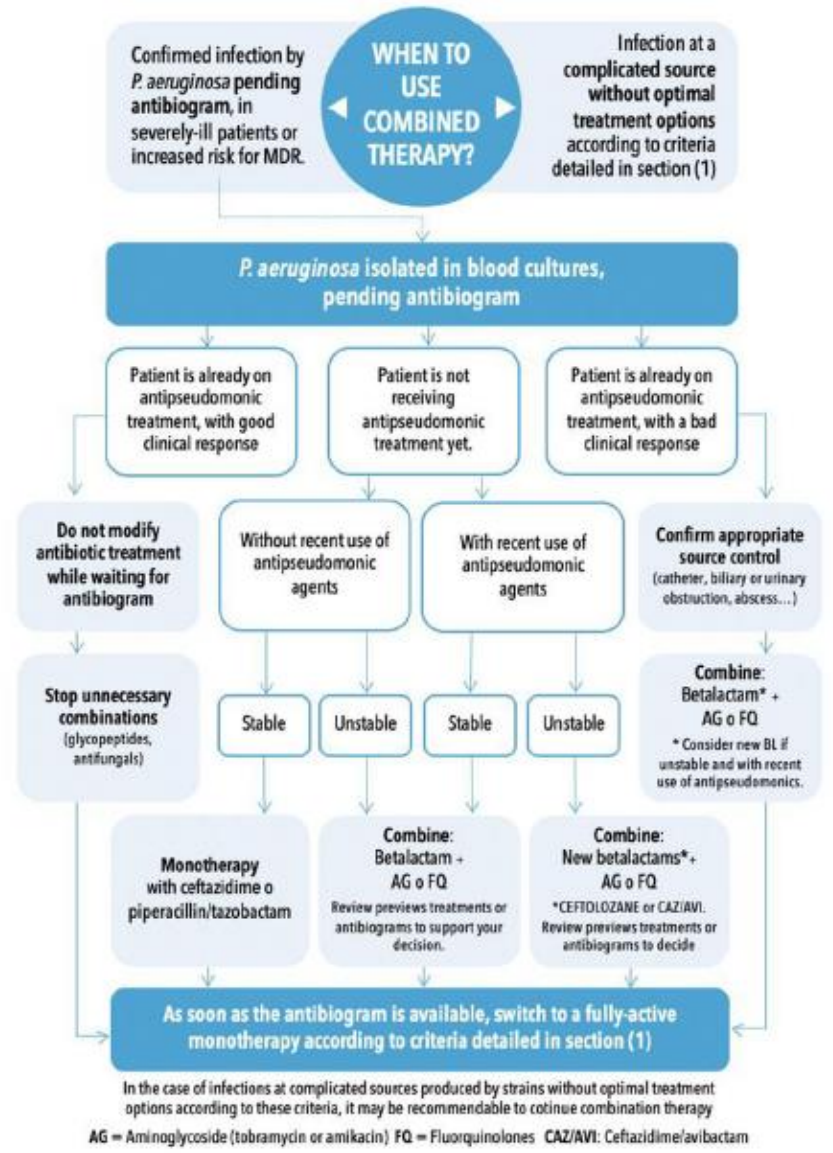 Confirmed infection by
P. aeruginosa pending
antibiogram, in
severely-ill patients or
increased risk for MDR.
WHEN TO
USE
COMBINED
THERAPY?
Infection at a
complicated source
without optimal
treatment options
according to criteria
detailed in section (1)
P. aeruginosa isolated in blood cultures,
pending antibiogram
Patient is already on
antipseudomonic
treatment, with good
clinical response
Patient is not
receiving
antipseudomonic
treatment yet.
Patient is already on
antipseudomonic
treatment, with a bad
clinical response
Do not modify
antibiotic treatment
while waiting for
antibiogram
Without recent use of
antipseudomonic
agents
With recent use of
antipseudomonic
agents
Confirm appropriate
source control
(catheter, biliary or urinary
obstruction, abscess...)
Stop unnecessary
combinations
(glycopeptides,
antifungals)
Stable
Unstable
Stable
Unstable
Combine:
Betalactam* +
AG o FQ
* Consider new BL if
unstable and with recent
use of antipseudomonics.
Monotherapy
with ceftazidime o
piperacillin/tazobactam
Combine:
Betalactam +
AG o FQ
Review previews treatments or
antibiograms to support your
decision.
Combine:
New betalactams*+
AG o FQ
*CEFTOLOZANE or CAZ/AVI.
Review previews treatments or
antibiograms to decide
As soon as the antibiogram is available, switch to a fully-active
monotherapy according to criteria detailed in section (1)
In the case of infections at complicated sources produced by strains without optimal treatment
options according to these criteria, it may be recommendable to cotinue combination therapy
AG = Aminoglycoside (tobramycin or amikacin) FQ = Fluorquinolones CAZ/AVI: Ceftazidime/avibactam